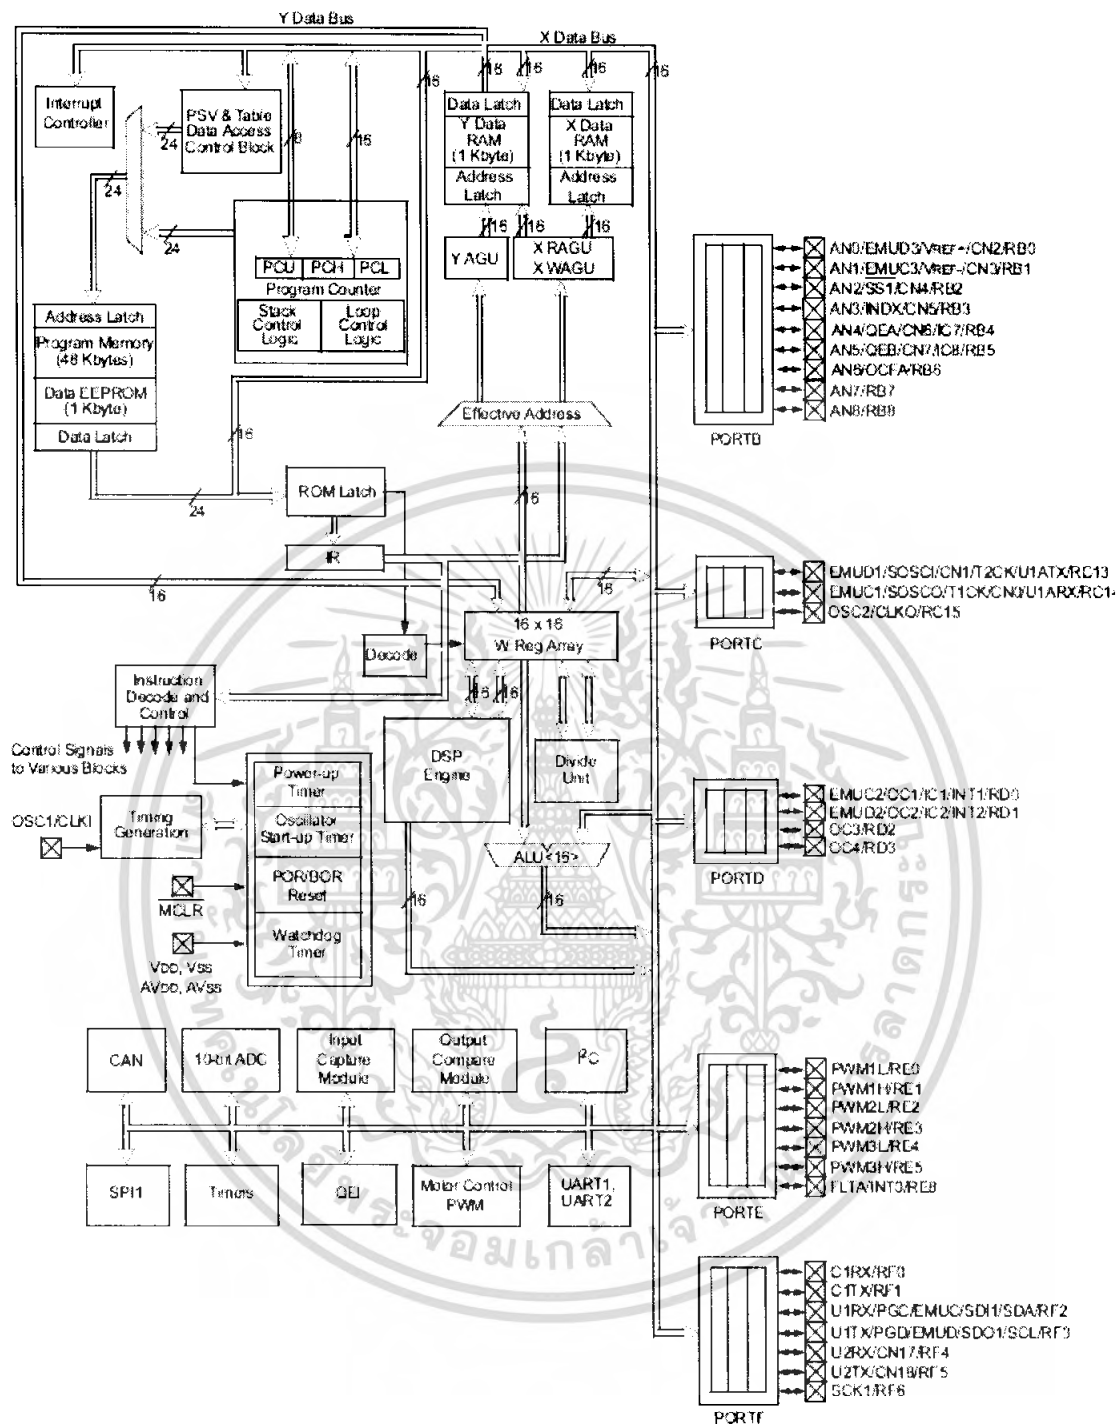 Y Data Bus
X Data Bus
16
16
16
16
16
Interrupt
Controller
PSV & Table
Data Access
Control Block
24
8
16
Data Latch
Y Data
RAM
(1 Kbyte)
Address
Latch
Data Latch
X Data
RAM
(1 Kbyte)
Address
Latch
24
24
16
16
16
Y AGU
X RAGU
X WAGU
PCU
PCH
PCL
Program Counter
Stack
Control
Logic
Loop
Control
Logic
Address Latch
Program Memory
(48 Kbytes)
Data EEPROM
(1 Kbyte)
Data Latch
Effective Address
16
16
24
ROM Latch
IR
16
16
16 x 16
W Reg Array
Decode
Instruction
Decode and
Control
16
16
Control Signals
to Various Blocks
DSP
Engine
Divide
Unit
Power-up
Timer
Oscillator
Start-up Timer
POR/BOR
Reset
Watchdog
Timer
OSC1/CLKI
Timing
Generation
MCLR
VDD, VSS
AVDD, AVSS
ALU<16>
16
16
CAN
10-bit ADC
Input
Capture
Module
Output
Compare
Module
I²C
SPI1
Timers
QEI
Motor Control
PWM
UART1,
UART2
AN0/EMUD3/VREF+/CN2/RB0
AN1/EMUC3/VREF-/CN3/RB1
AN2/SS1/CN4/RB2
AN3/INDX/CN5/RB3
AN4/QEA/CN6/IC7/RB4
AN5/QEB/CN7/IC8/RB5
AN6/OCFA/RB6
AN7/RB7
AN8/RB8
PORTB
EMUD1/SOSCI/CN1/T2CK/U1ATX/RC13
EMUC1/SOSCO/T1CK/CN0/U1ARX/RC14
OSC2/CLKO/RC15
PORTC
EMUC2/OC1/IC1/INT1/RD0
EMUD2/OC2/IC2/INT2/RD1
OC3/RD2
OC4/RD3
PORTD
PWM1L/RE0
PWM1H/RE1
PWM2L/RE2
PWM2H/RE3
PWM3L/RE4
PWM3H/RE5
FLTA/INT3/RE8
PORTE
C1RX/RF0
C1TX/RF1
U1RX/PGC/EMUC/SDI1/SDA/RF2
U1TX/PGD/EMUD/SDO1/SCL/RF3
U2RX/CN17/RF4
U2TX/CN18/RF5
SCK1/RF6
PORTF